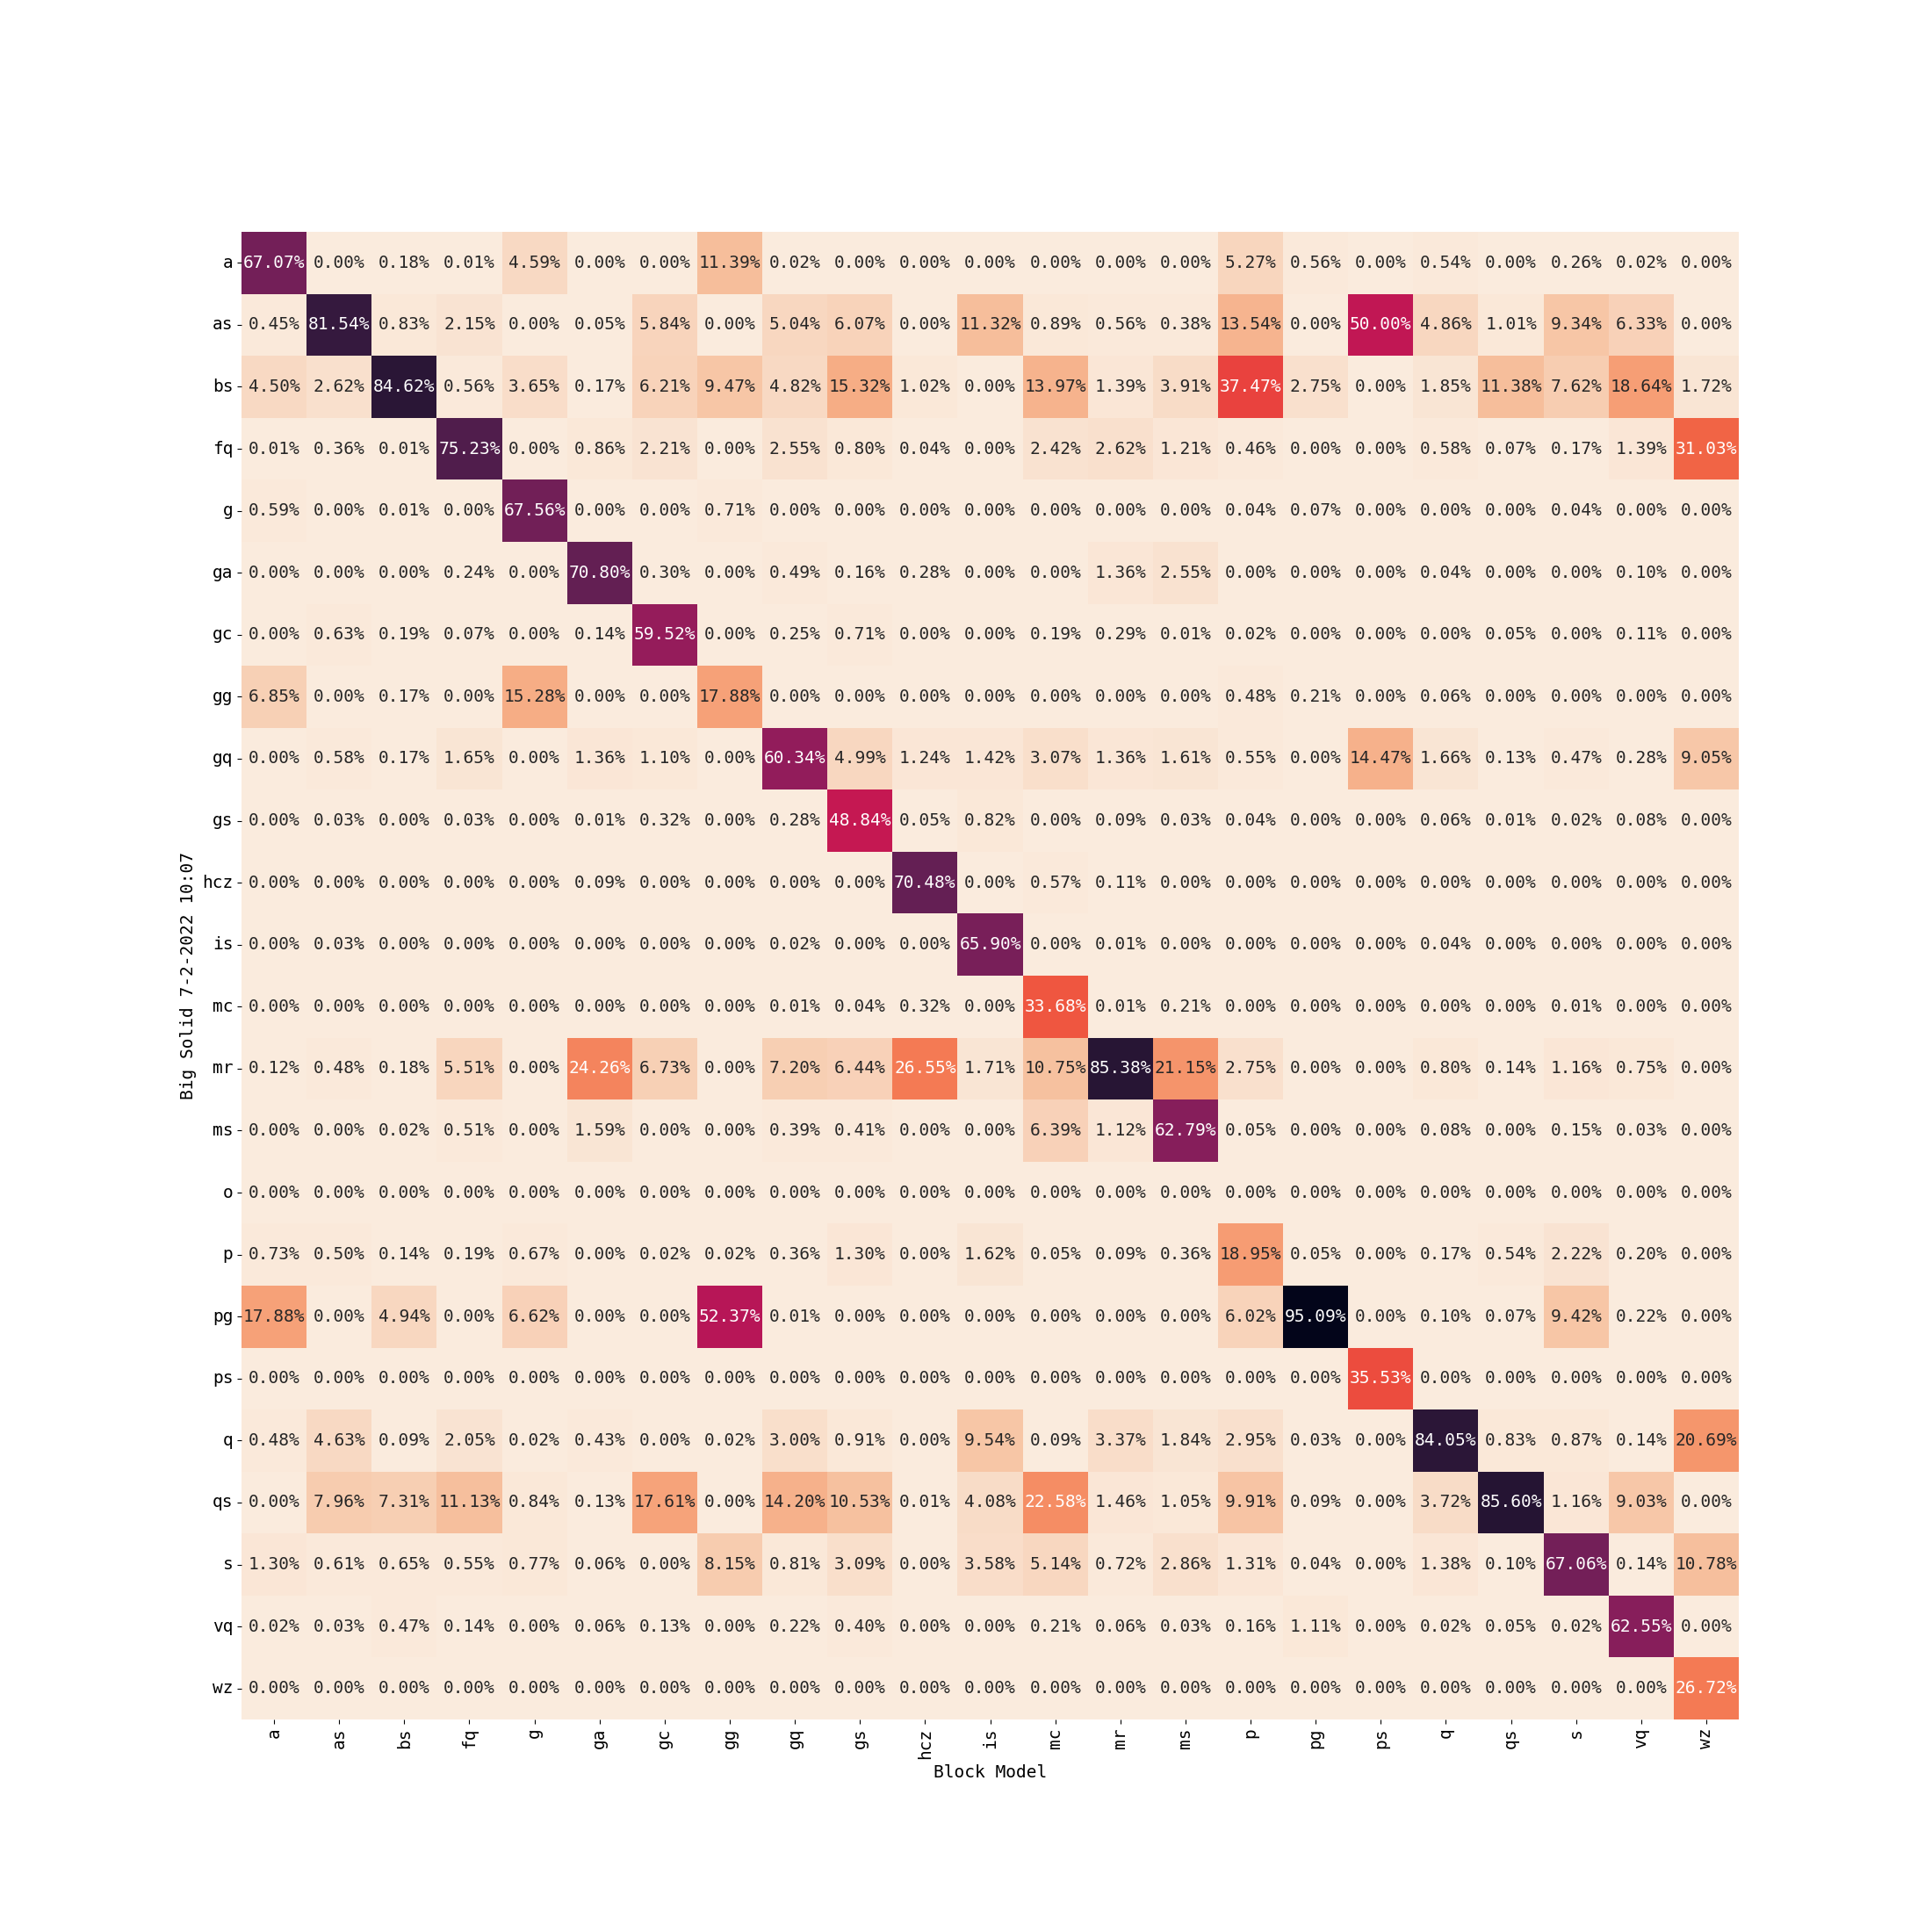 a 67.07% 0.00% 0.18% 0.01% 4.59% 0.00% 0.00% 11.39% 0.02% 0.00% 0.00% 0.00% 0.00% 0.00% 0.00% 5.27% 0.56% 0.00% 0.54% 0.00% 0.26% 0.02% 0.00%
as 0.45% 81.54% 0.83% 2.15% 0.00% 0.05% 5.84% 0.00% 5.04% 6.07% 0.00% 11.32% 0.89% 0.56% 0.38% 13.54% 0.00% 50.00% 4.86% 1.01% 9.34% 6.33% 0.00%
bs 4.50% 2.62% 84.62% 0.56% 3.65% 0.17% 6.21% 9.47% 4.82% 15.32% 1.02% 0.00% 13.97% 1.39% 3.91% 37.47% 2.75% 0.00% 1.85% 11.38% 7.62% 18.64% 1.72%
fq 0.01% 0.36% 0.01% 75.23% 0.00% 0.86% 2.21% 0.00% 2.55% 0.80% 0.04% 0.00% 2.42% 2.62% 1.21% 0.46% 0.00% 0.00% 0.58% 0.07% 0.17% 1.39% 31.03%
g 0.59% 0.00% 0.01% 0.00% 67.56% 0.00% 0.00% 0.71% 0.00% 0.00% 0.00% 0.00% 0.00% 0.00% 0.00% 0.04% 0.07% 0.00% 0.00% 0.00% 0.04% 0.00% 0.00%
ga 0.00% 0.00% 0.00% 0.24% 0.00% 70.80% 0.30% 0.00% 0.49% 0.16% 0.28% 0.00% 0.00% 1.36% 2.55% 0.00% 0.00% 0.00% 0.04% 0.00% 0.00% 0.10% 0.00%
gc 0.00% 0.63% 0.19% 0.07% 0.00% 0.14% 59.52% 0.00% 0.25% 0.71% 0.00% 0.00% 0.19% 0.29% 0.01% 0.02% 0.00% 0.00% 0.00% 0.05% 0.00% 0.11% 0.00%
gg 6.85% 0.00% 0.17% 0.00% 15.28% 0.00% 0.00% 17.88% 0.00% 0.00% 0.00% 0.00% 0.00% 0.00% 0.00% 0.48% 0.21% 0.00% 0.06% 0.00% 0.00% 0.00% 0.00%
gq 0.00% 0.58% 0.17% 1.65% 0.00% 1.36% 1.10% 0.00% 60.34% 4.99% 1.24% 1.42% 3.07% 1.36% 1.61% 0.55% 0.00% 14.47% 1.66% 0.13% 0.47% 0.28% 9.05%
gs 0.00% 0.03% 0.00% 0.03% 0.00% 0.01% 0.32% 0.00% 0.28% 48.84% 0.05% 0.82% 0.00% 0.09% 0.03% 0.04% 0.00% 0.00% 0.06% 0.01% 0.02% 0.08% 0.00%
hcz 0.00% 0.00% 0.00% 0.00% 0.00% 0.09% 0.00% 0.00% 0.00% 0.00% 70.48% 0.00% 0.57% 0.11% 0.00% 0.00% 0.00% 0.00% 0.00% 0.00% 0.00% 0.00% 0.00%
is 0.00% 0.03% 0.00% 0.00% 0.00% 0.00% 0.00% 0.00% 0.02% 0.00% 0.00% 65.90% 0.00% 0.01% 0.00% 0.00% 0.00% 0.00% 0.04% 0.00% 0.00% 0.00% 0.00%
mc 0.00% 0.00% 0.00% 0.00% 0.00% 0.00% 0.00% 0.00% 0.01% 0.04% 0.32% 0.00% 33.68% 0.01% 0.21% 0.00% 0.00% 0.00% 0.00% 0.00% 0.01% 0.00% 0.00%
mr 0.12% 0.48% 0.18% 5.51% 0.00% 24.26% 6.73% 0.00% 7.20% 6.44% 26.55% 1.71% 10.75% 85.38% 21.15% 2.75% 0.00% 0.00% 0.80% 0.14% 1.16% 0.75% 0.00%
ms 0.00% 0.00% 0.02% 0.51% 0.00% 1.59% 0.00% 0.00% 0.39% 0.41% 0.00% 0.00% 6.39% 1.12% 62.79% 0.05% 0.00% 0.00% 0.08% 0.00% 0.15% 0.03% 0.00%
o 0.00% 0.00% 0.00% 0.00% 0.00% 0.00% 0.00% 0.00% 0.00% 0.00% 0.00% 0.00% 0.00% 0.00% 0.00% 0.00% 0.00% 0.00% 0.00% 0.00% 0.00% 0.00% 0.00%
p 0.73% 0.50% 0.14% 0.19% 0.67% 0.00% 0.02% 0.02% 0.36% 1.30% 0.00% 1.62% 0.05% 0.09% 0.36% 18.95% 0.05% 0.00% 0.17% 0.54% 2.22% 0.20% 0.00%
pg 17.88% 0.00% 4.94% 0.00% 6.62% 0.00% 0.00% 52.37% 0.01% 0.00% 0.00% 0.00% 0.00% 0.00% 0.00% 6.02% 95.09% 0.00% 0.10% 0.07% 9.42% 0.22% 0.00%
ps 0.00% 0.00% 0.00% 0.00% 0.00% 0.00% 0.00% 0.00% 0.00% 0.00% 0.00% 0.00% 0.00% 0.00% 0.00% 0.00% 0.00% 35.53% 0.00% 0.00% 0.00% 0.00% 0.00%
q 0.48% 4.63% 0.09% 2.05% 0.02% 0.43% 0.00% 0.02% 3.00% 0.91% 0.00% 9.54% 0.09% 3.37% 1.84% 2.95% 0.03% 0.00% 84.05% 0.83% 0.87% 0.14% 20.69%
qs 0.00% 7.96% 7.31% 11.13% 0.84% 0.13% 17.61% 0.00% 14.20% 10.53% 0.01% 4.08% 22.58% 1.46% 1.05% 9.91% 0.09% 0.00% 3.72% 85.60% 1.16% 9.03% 0.00%
s 1.30% 0.61% 0.65% 0.55% 0.77% 0.06% 0.00% 8.15% 0.81% 3.09% 0.00% 3.58% 5.14% 0.72% 2.86% 1.31% 0.04% 0.00% 1.38% 0.10% 67.06% 0.14% 10.78%
vq 0.02% 0.03% 0.47% 0.14% 0.00% 0.06% 0.13% 0.00% 0.22% 0.40% 0.00% 0.00% 0.21% 0.06% 0.03% 0.16% 1.11% 0.00% 0.02% 0.05% 0.02% 62.55% 0.00%
wz 0.00% 0.00% 0.00% 0.00% 0.00% 0.00% 0.00% 0.00% 0.00% 0.00% 0.00% 0.00% 0.00% 0.00% 0.00% 0.00% 0.00% 0.00% 0.00% 0.00% 0.00% 0.00% 26.72%
a as bs fq g ga gc gg gq gs hcz is mc mr ms p pg ps q qs s vq wz
Block Model
Big Solid 7-2-2022 10:07